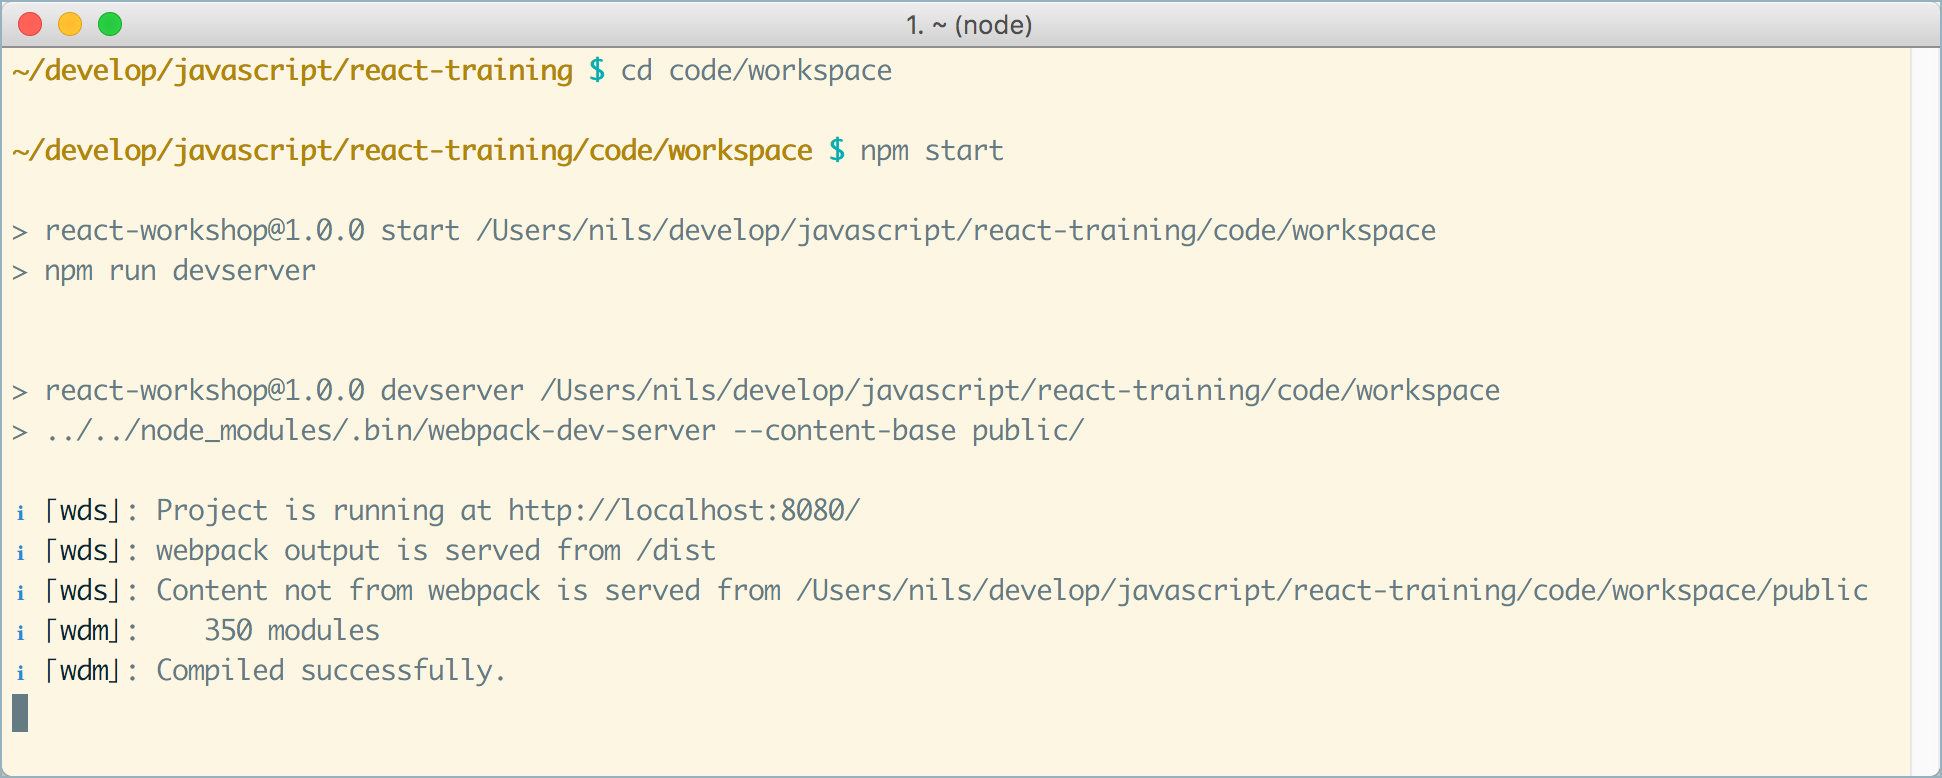 1. ~ (node)
~/develop/javascript/react-training $ cd code/workspace
~/develop/javascript/react-training/code/workspace $ npm start
> react-workshop@1.0.0 start /Users/nils/develop/javascript/react-training/code/workspace
> npm run devserver
> react-workshop@1.0.0 devserver /Users/nils/develop/javascript/react-training/code/workspace
> ../../node_modules/.bin/webpack-dev-server --content-base public/
ℹ ｢wds｣: Project is running at http://localhost:8080/
ℹ ｢wds｣: webpack output is served from /dist
ℹ ｢wds｣: Content not from webpack is served from /Users/nils/develop/javascript/react-training/code/workspace/public
ℹ ｢wdm｣:    350 modules
ℹ ｢wdm｣: Compiled successfully.